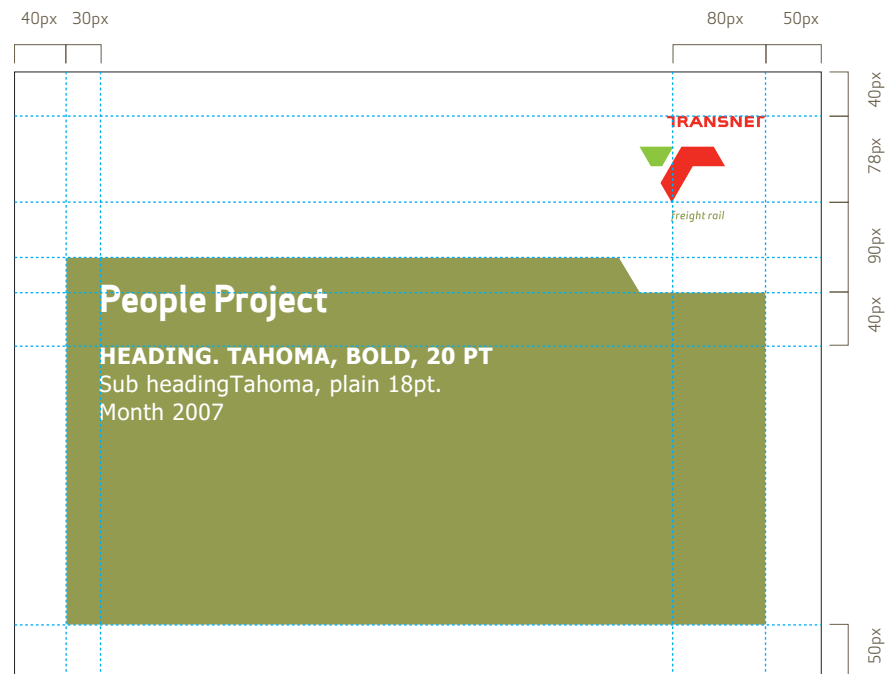 40px 30px 80px 50px
40px
TRANSNET
78px
freight rail
90px
People Project
40px
HEADING. TAHOMA, BOLD, 20 PT
Sub headingTahoma, plain 18pt.
Month 2007
50px